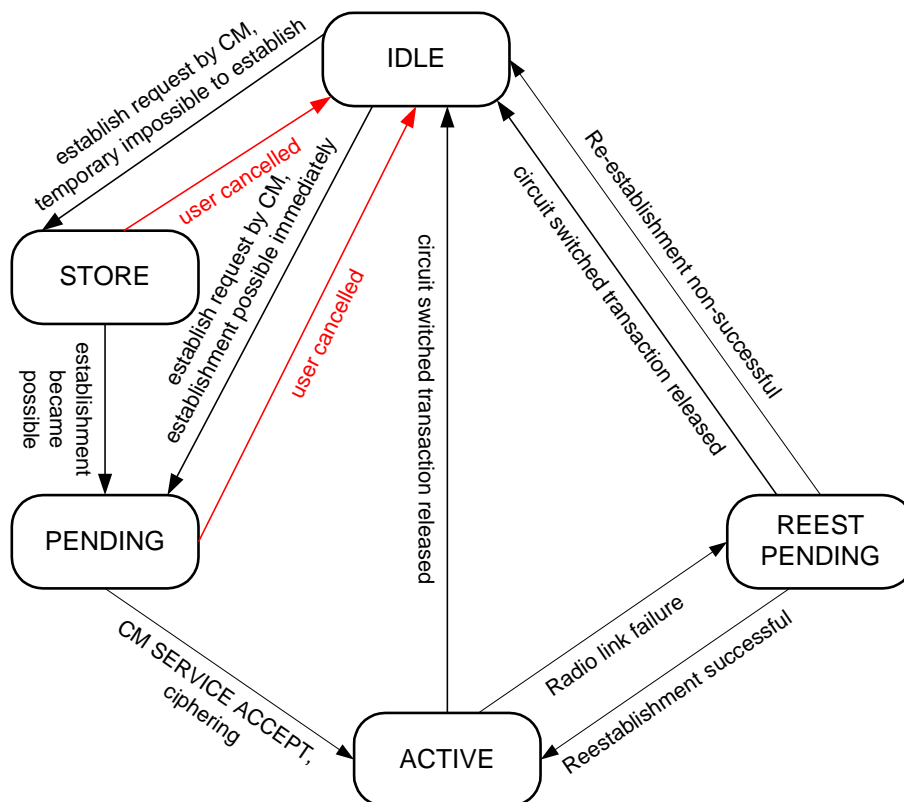 IDLE
establish request by CM,
temporary impossible to establish
user cancelled
establish request by CM,
establishment possible immediately
user cancelled
circuit switched transaction released
circuit switched transaction released
Re-establishment non-successful
STORE
establishment
became
possible
PENDING
REEST
PENDING
CM SERVICE ACCEPT,
ciphering
Radio link failure
Reestablishment successful
ACTIVE